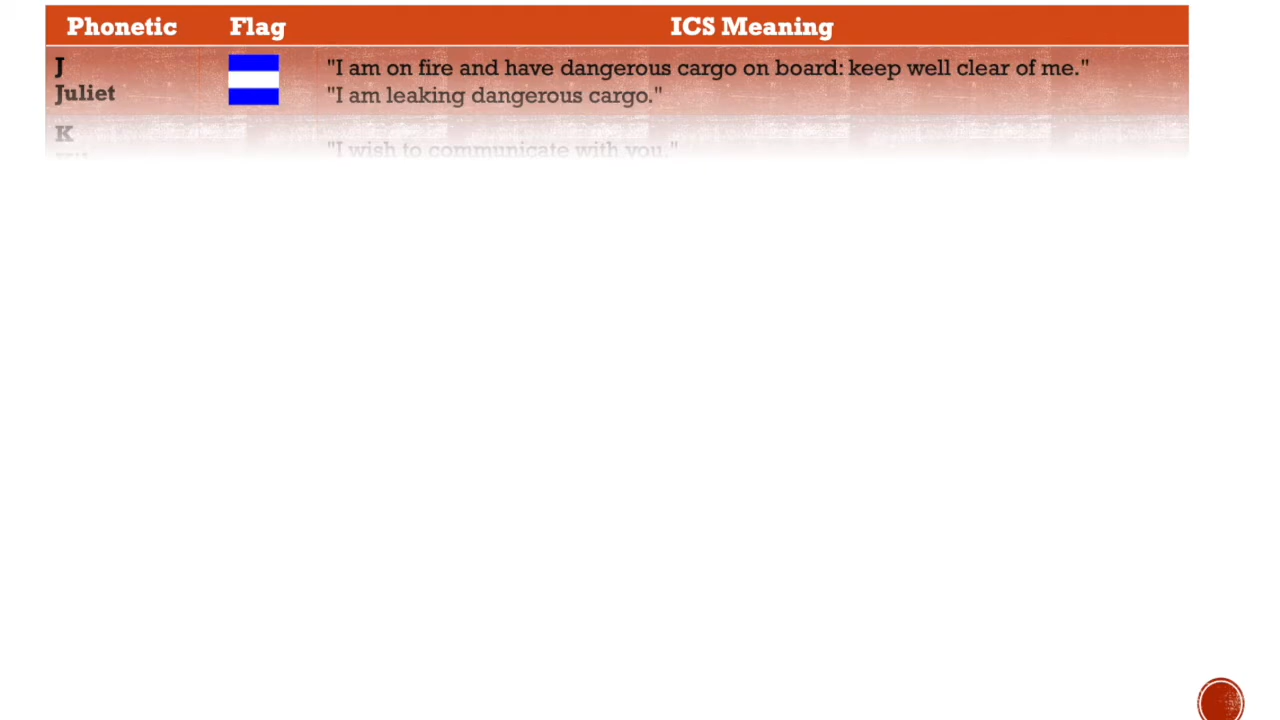 Phonetic Flag ICS Meaning
J "I am on fire and have dangerous cargo on board: keep well clear of me."
Juliet "I am leaking dangerous cargo."
K
"I wish to communicate with you."